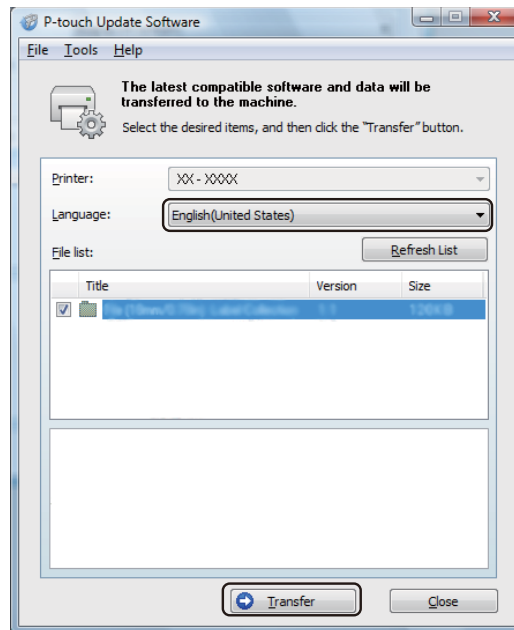 P-touch Update Software
File Tools Help
The latest compatible software and data will be
transferred to the machine.
Select the desired items, and then click the "Transfer" button.
Printer: XX - XXXX
Language: English(United States)
File list: Refresh List
Title Version Size
Transfer Close